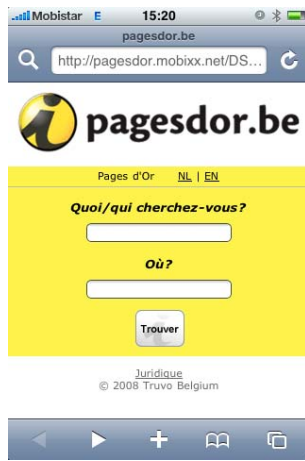 Mobistar E 15:20
pagesdor.be
http://pagesdor.mobixx.net/DS...
pagesdor.be
Pages d'Or NL | EN
Quoi/qui cherchez-vous?
Où?
Trouver
Juridique
© 2008 Truvo Belgium